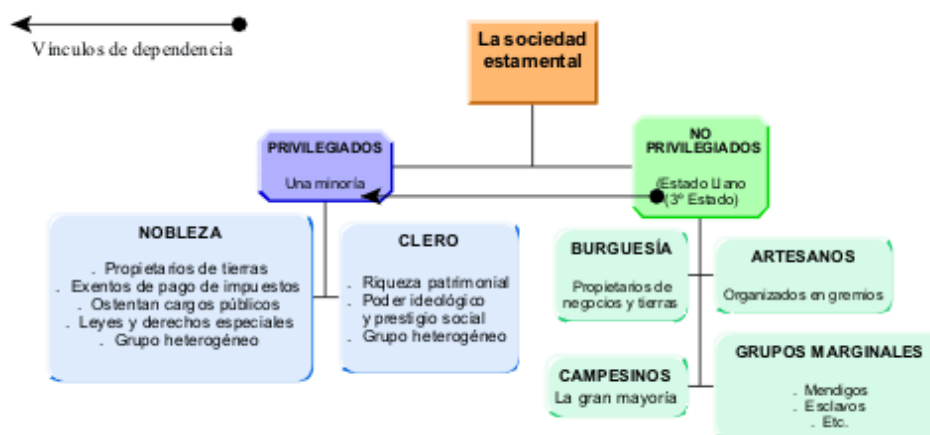 Vínculos de dependencia
La sociedad
estamental
PRIVILEGIADOS
Una minoría
NO
PRIVILEGIADOS
(Estado Llano
(3º Estado)
NOBLEZA
. Propietarios de tierras
. Exentos de pago de impuestos
. Ostentan cargos públicos
. Leyes y derechos especiales
. Grupo heterogéneo
CLERO
. Riqueza patrimonial
. Poder ideológico
y prestigio social
. Grupo heterogéneo
BURGUESÍA
Propietarios de
negocios y tierras
ARTESANOS
Organizados en gremios
CAMPESINOS
La gran mayoría
GRUPOS MARGINALES
. Mendigos
. Esclavos
. Etc.